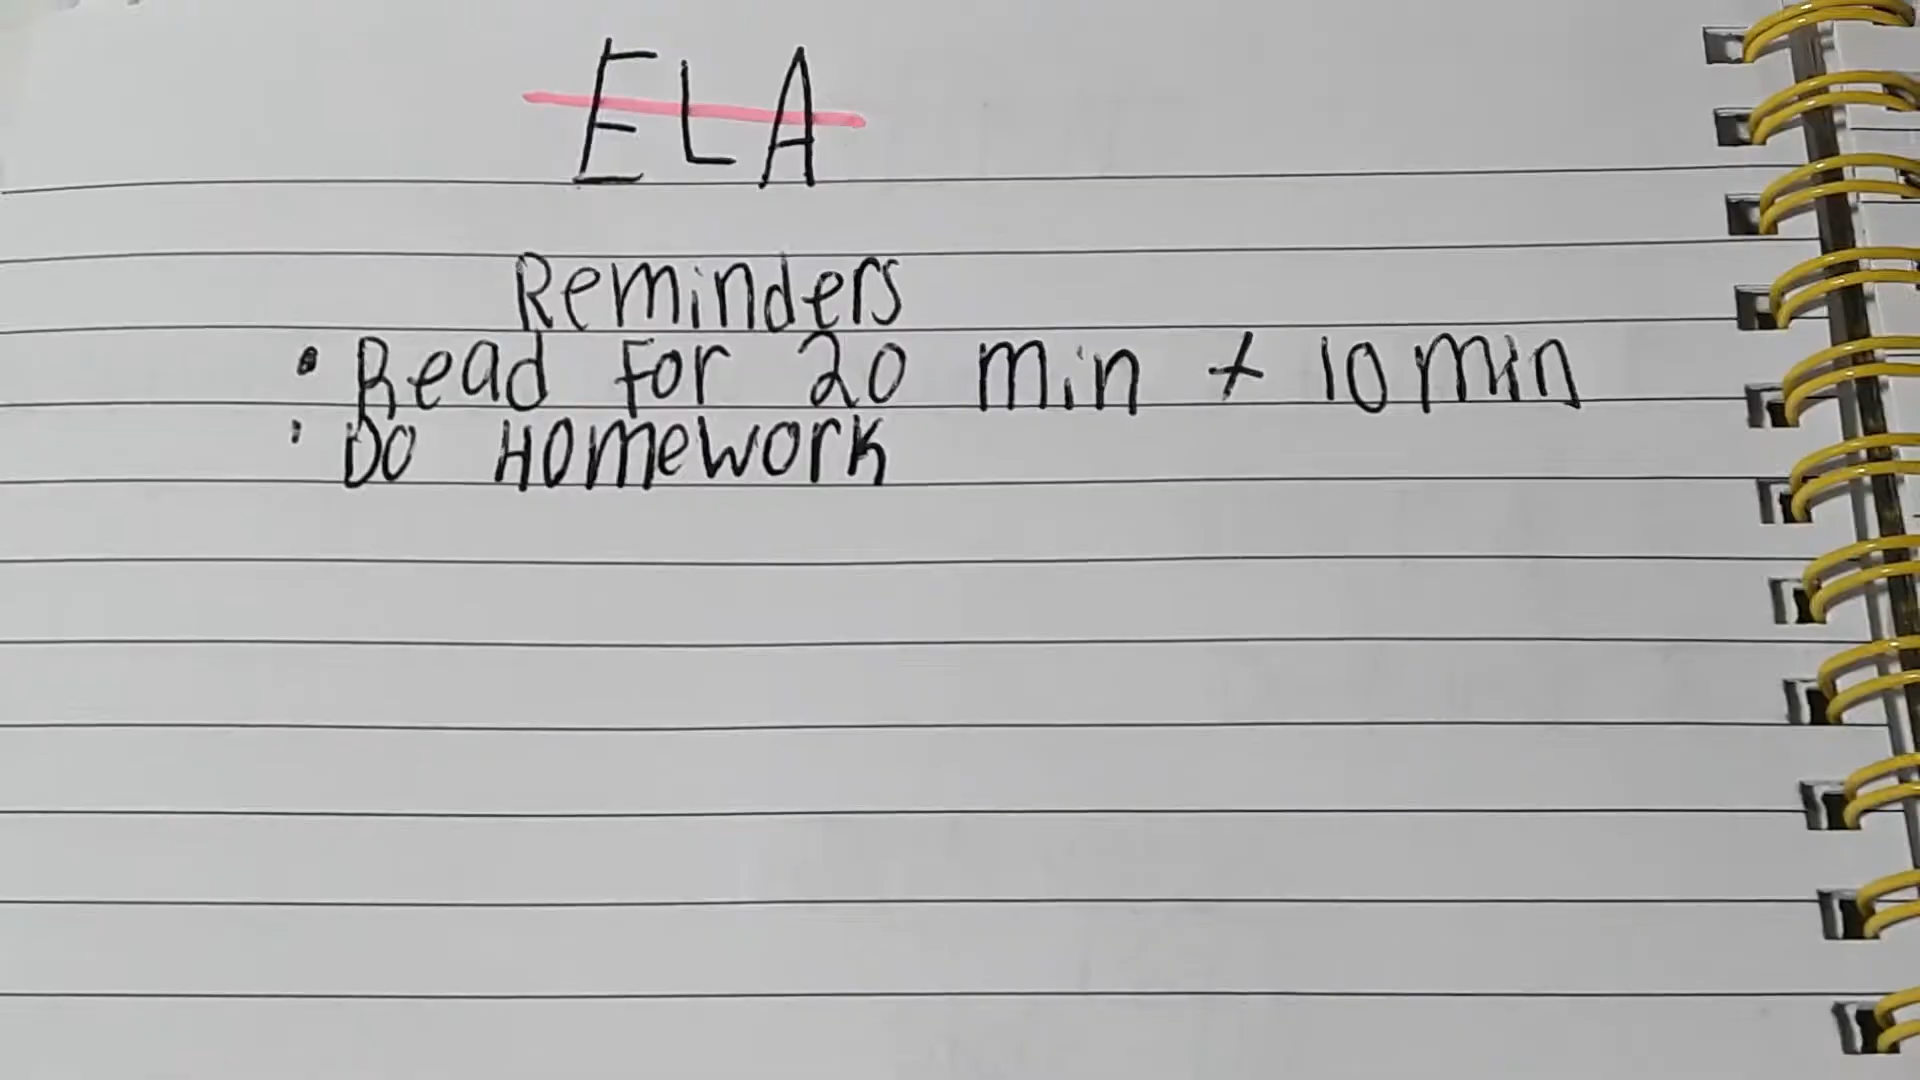 ELA
Reminders
• Read For 20 min + 10 min
• Do Homework